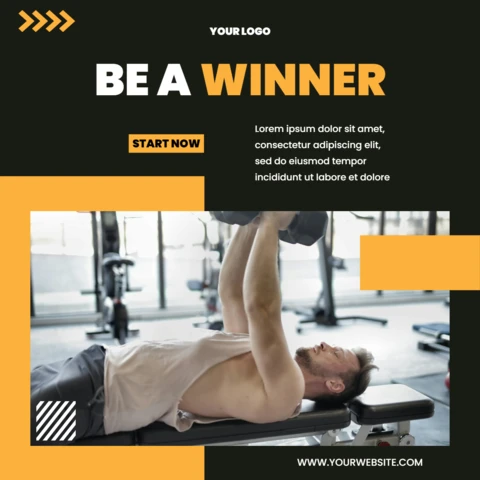 YOUR LOGO
BE A WINNER
START NOW
Lorem ipsum dolor sit amet,
consectetur adipiscing elit,
sed do eiusmod tempor
incididunt ut labore et dolore
WWW.YOURWEBSITE.COM